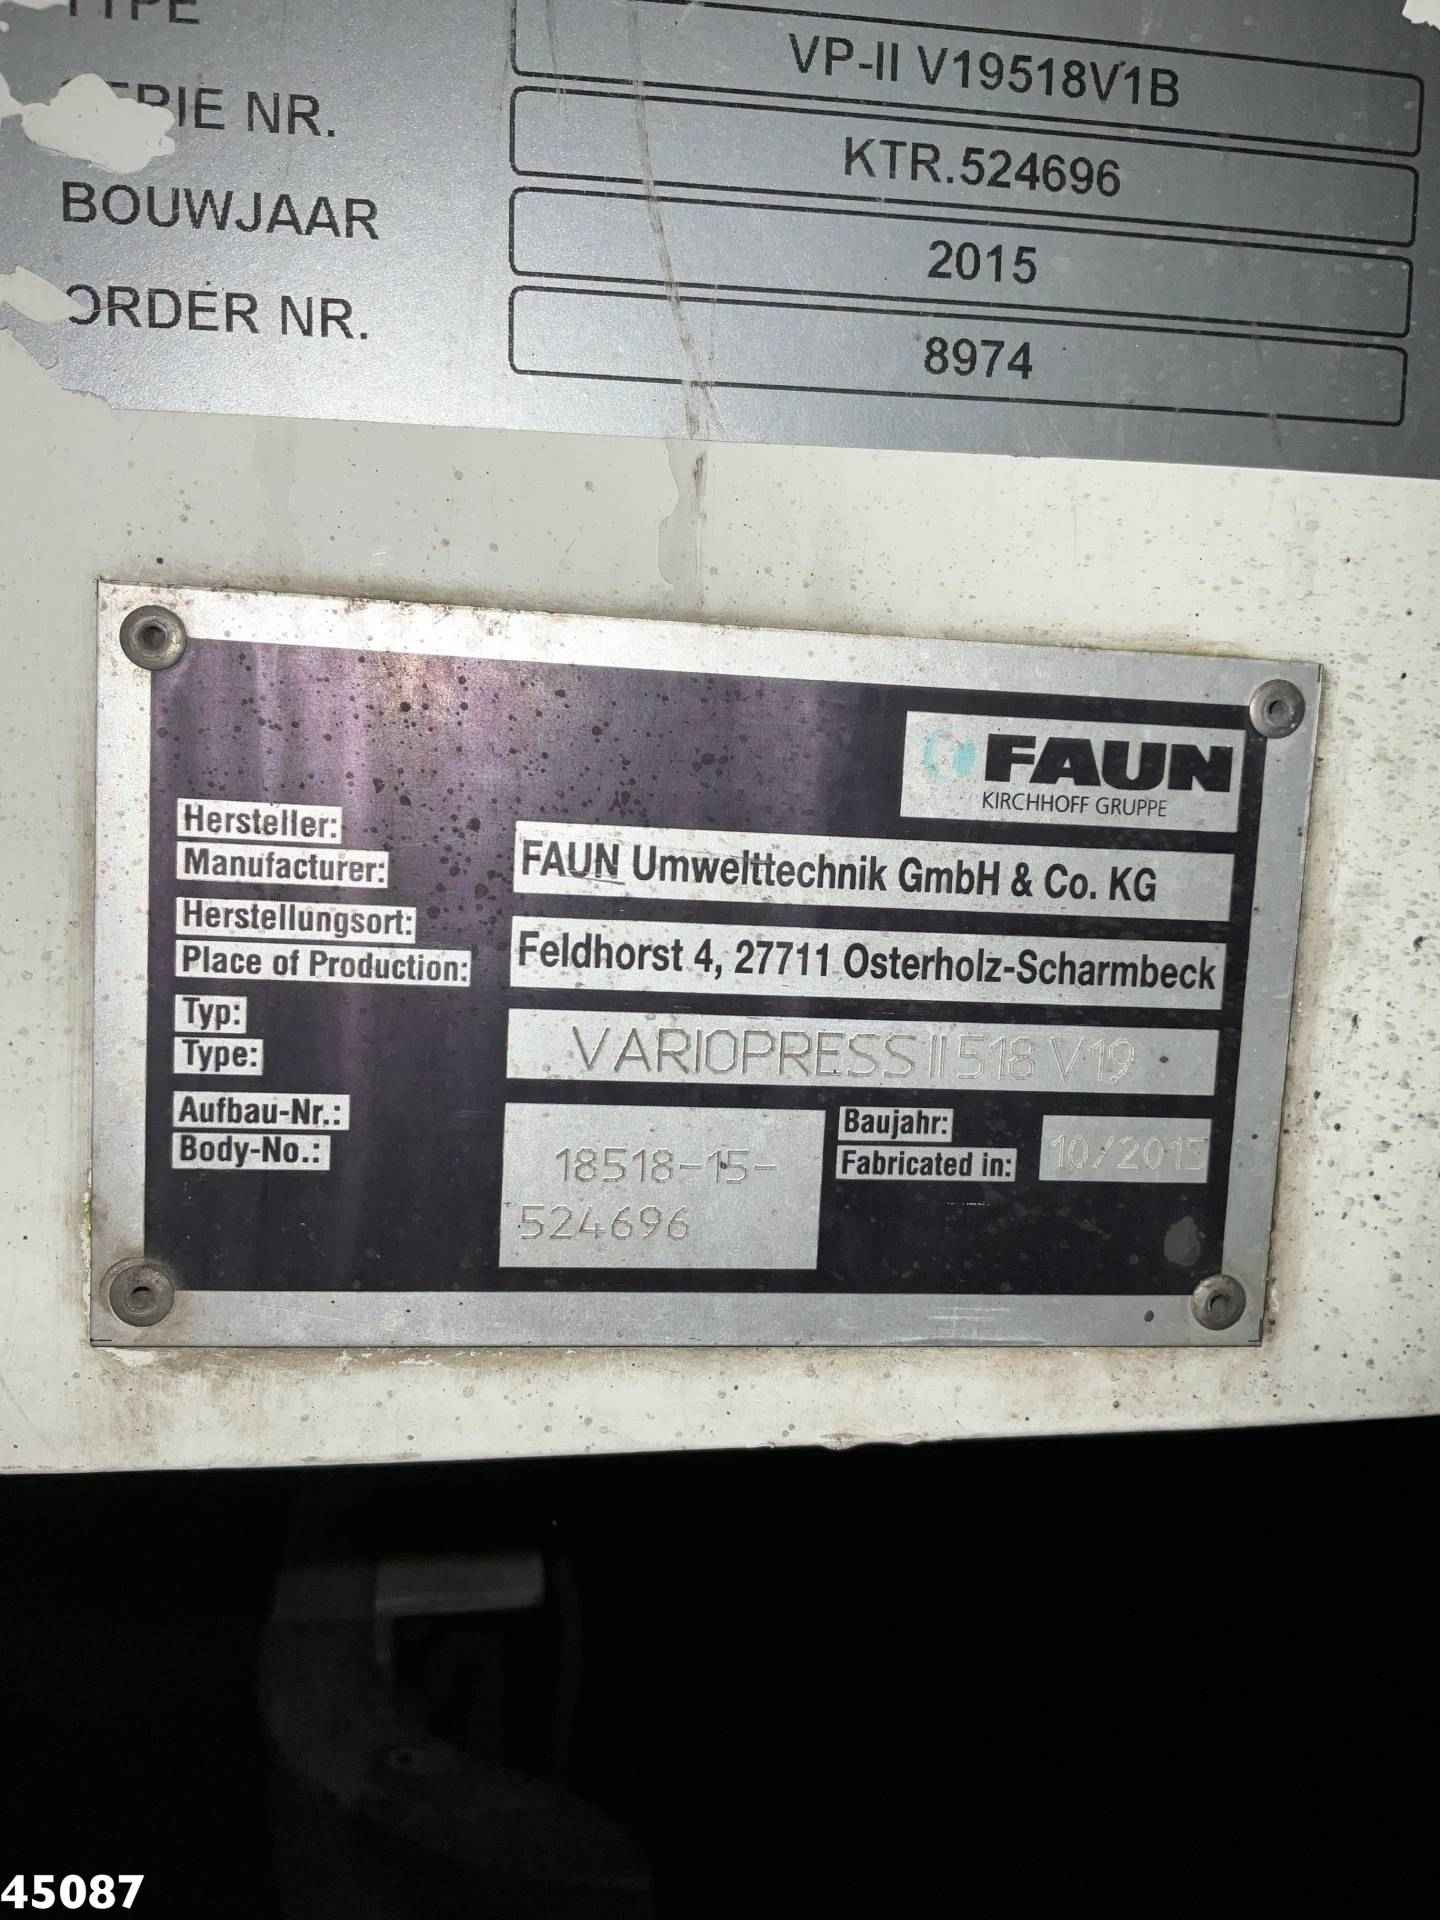 TYPE VP-II V19518V1B
SERIE NR. KTR.524696
BOUWJAAR 2015
ORDER NR. 8974
FAUN
KIRCHHOFF GRUPPE
Hersteller:
Manufacturer: FAUN Umwelttechnik GmbH & Co. KG
Herstellungsort:
Place of Production: Feldhorst 4, 27711 Osterholz-Scharmbeck
Typ:
Type: VARIOPRESS II 518 V19
Aufbau-Nr.:
Body-No.: 18518-15-
524696
Baujahr:
Fabricated in: 10/2015
45087